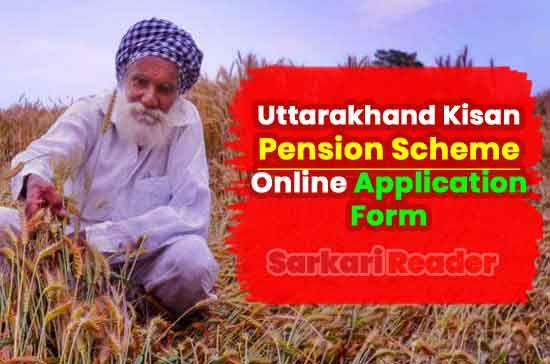 Uttarakhand Kisan
Pension Scheme
Online Application
Form
Sarkari Reader